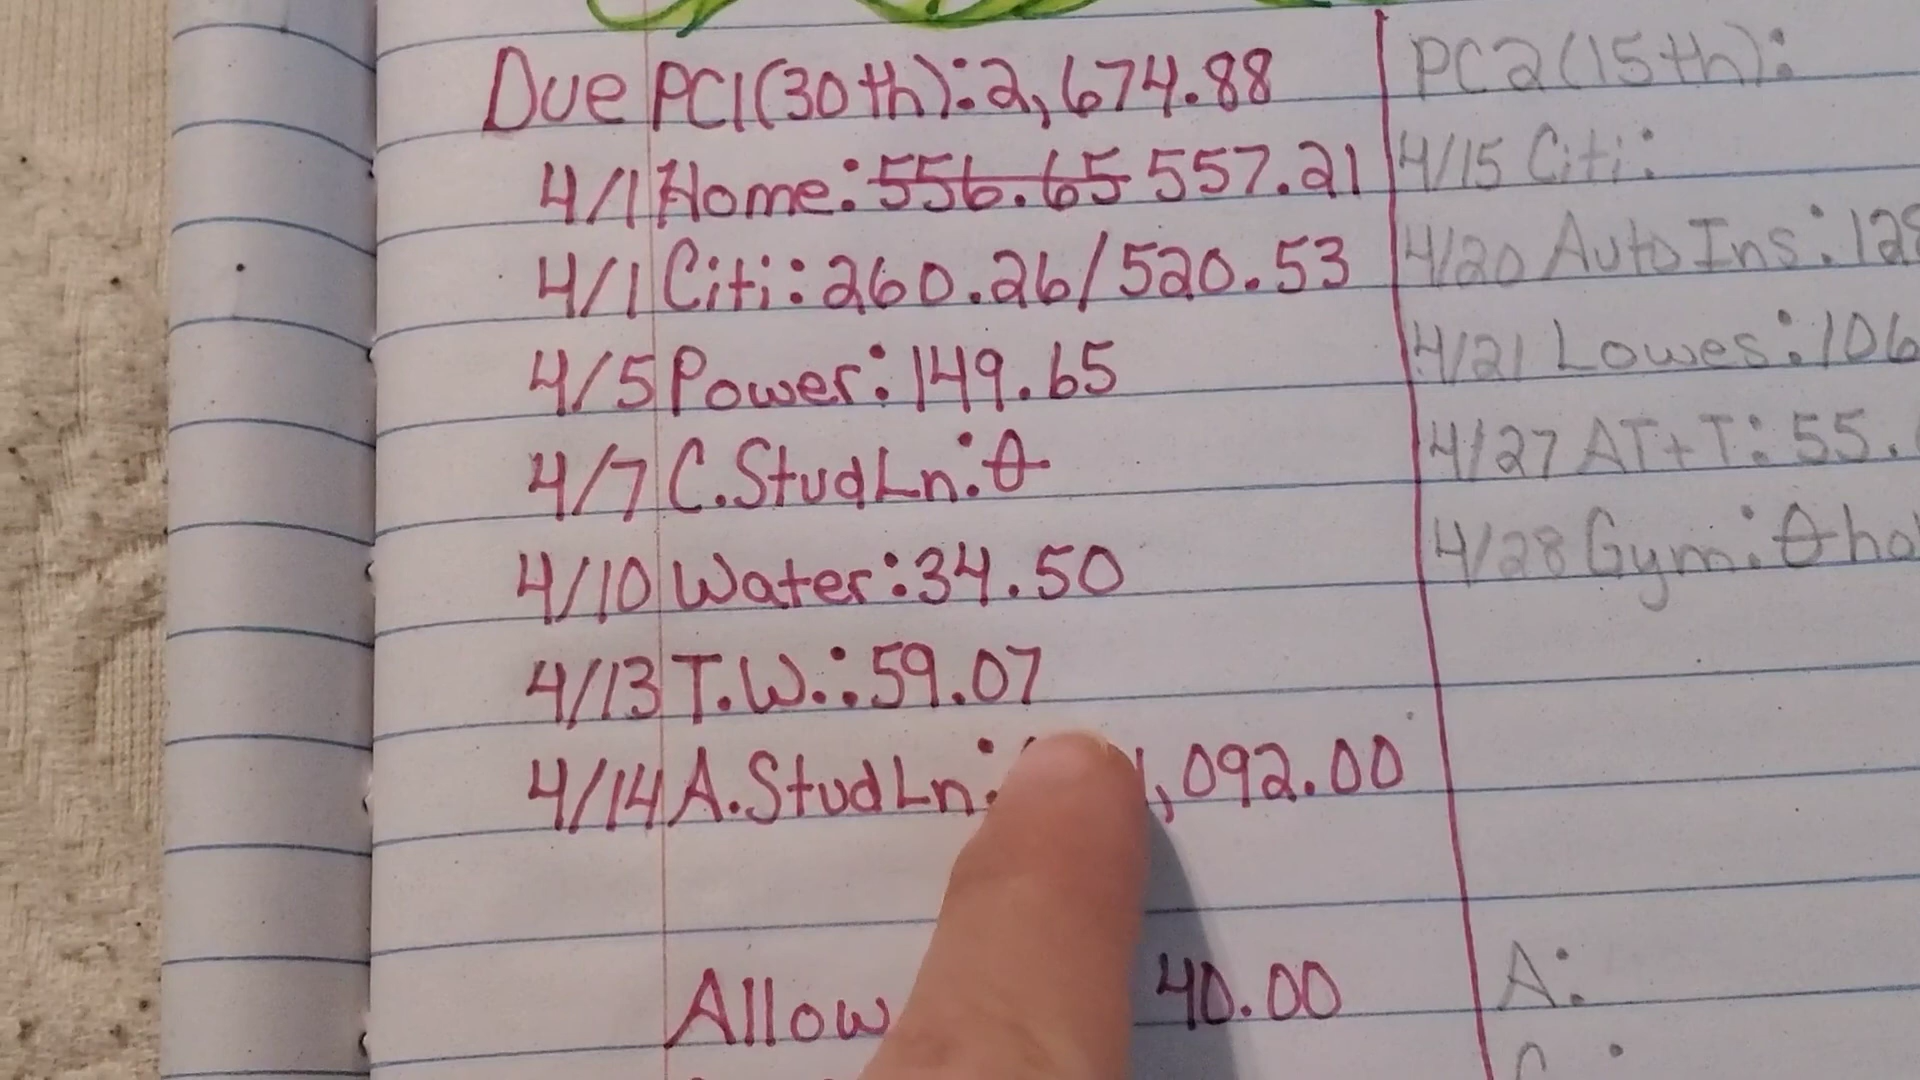 Due PC1(30th):2,674.88
4/1 Home: 556.65 557.21
4/1 Citi: 260.26/520.53
4/5 Power: 149.65
4/7 C.StudLn: 0
4/10 Water: 34.50
4/13 T.W.: 59.07
4/14 A.StudLn: ,092.00
Allow 40.00
PC2(15th):
4/15 Citi:
4/20 Auto Ins: 128
4/21 Lowes: 106
4/27 AT+T: 55.
4/28 Gym: 0 ho
A: